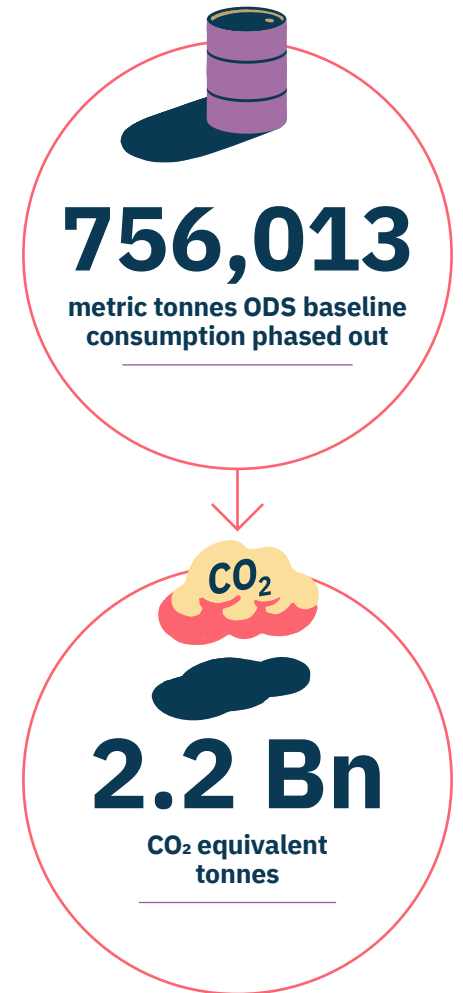 756,013
metric tonnes ODS baseline
consumption phased out
CO₂
2.2 Bn
CO₂ equivalent
tonnes